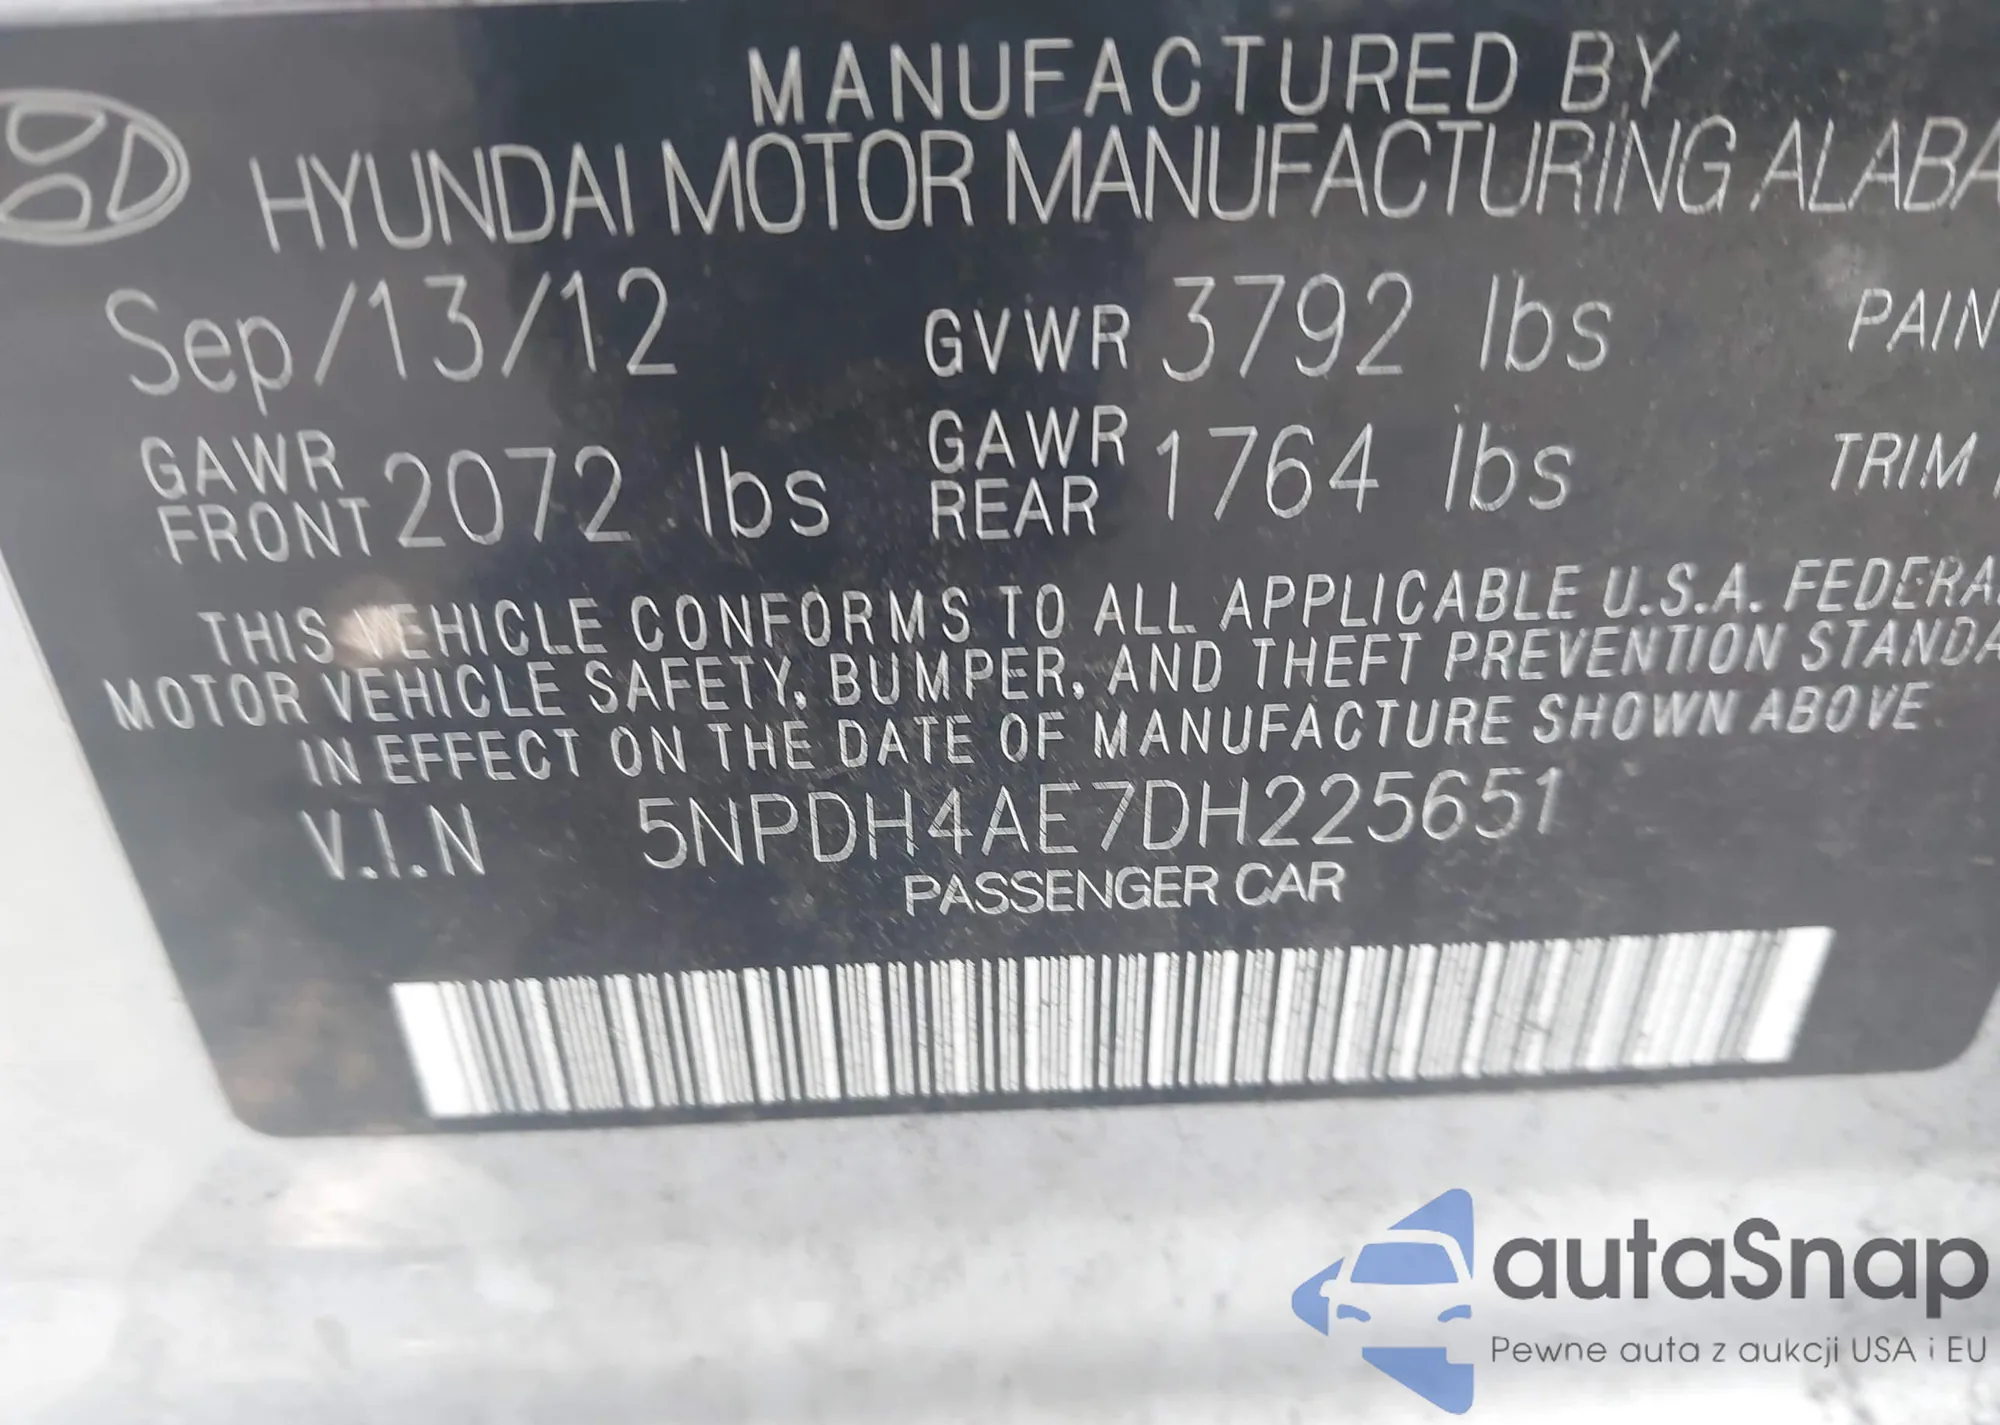 MANUFACTURED BY
HYUNDAI MOTOR MANUFACTURING ALABA
Sep/13/12 GVWR 3792 lbs PAIN
GAWR FRONT 2072 lbs GAWR REAR 1764 lbs TRIM
THIS VEHICLE CONFORMS TO ALL APPLICABLE U.S.A. FEDERA
MOTOR VEHICLE SAFETY, BUMPER, AND THEFT PREVENTION STANDA
IN EFFECT ON THE DATE OF MANUFACTURE SHOWN ABOVE
V.I.N 5NPDH4AE7DH225651
PASSENGER CAR
autaSnap
Pewne auta z aukcji USA i EU